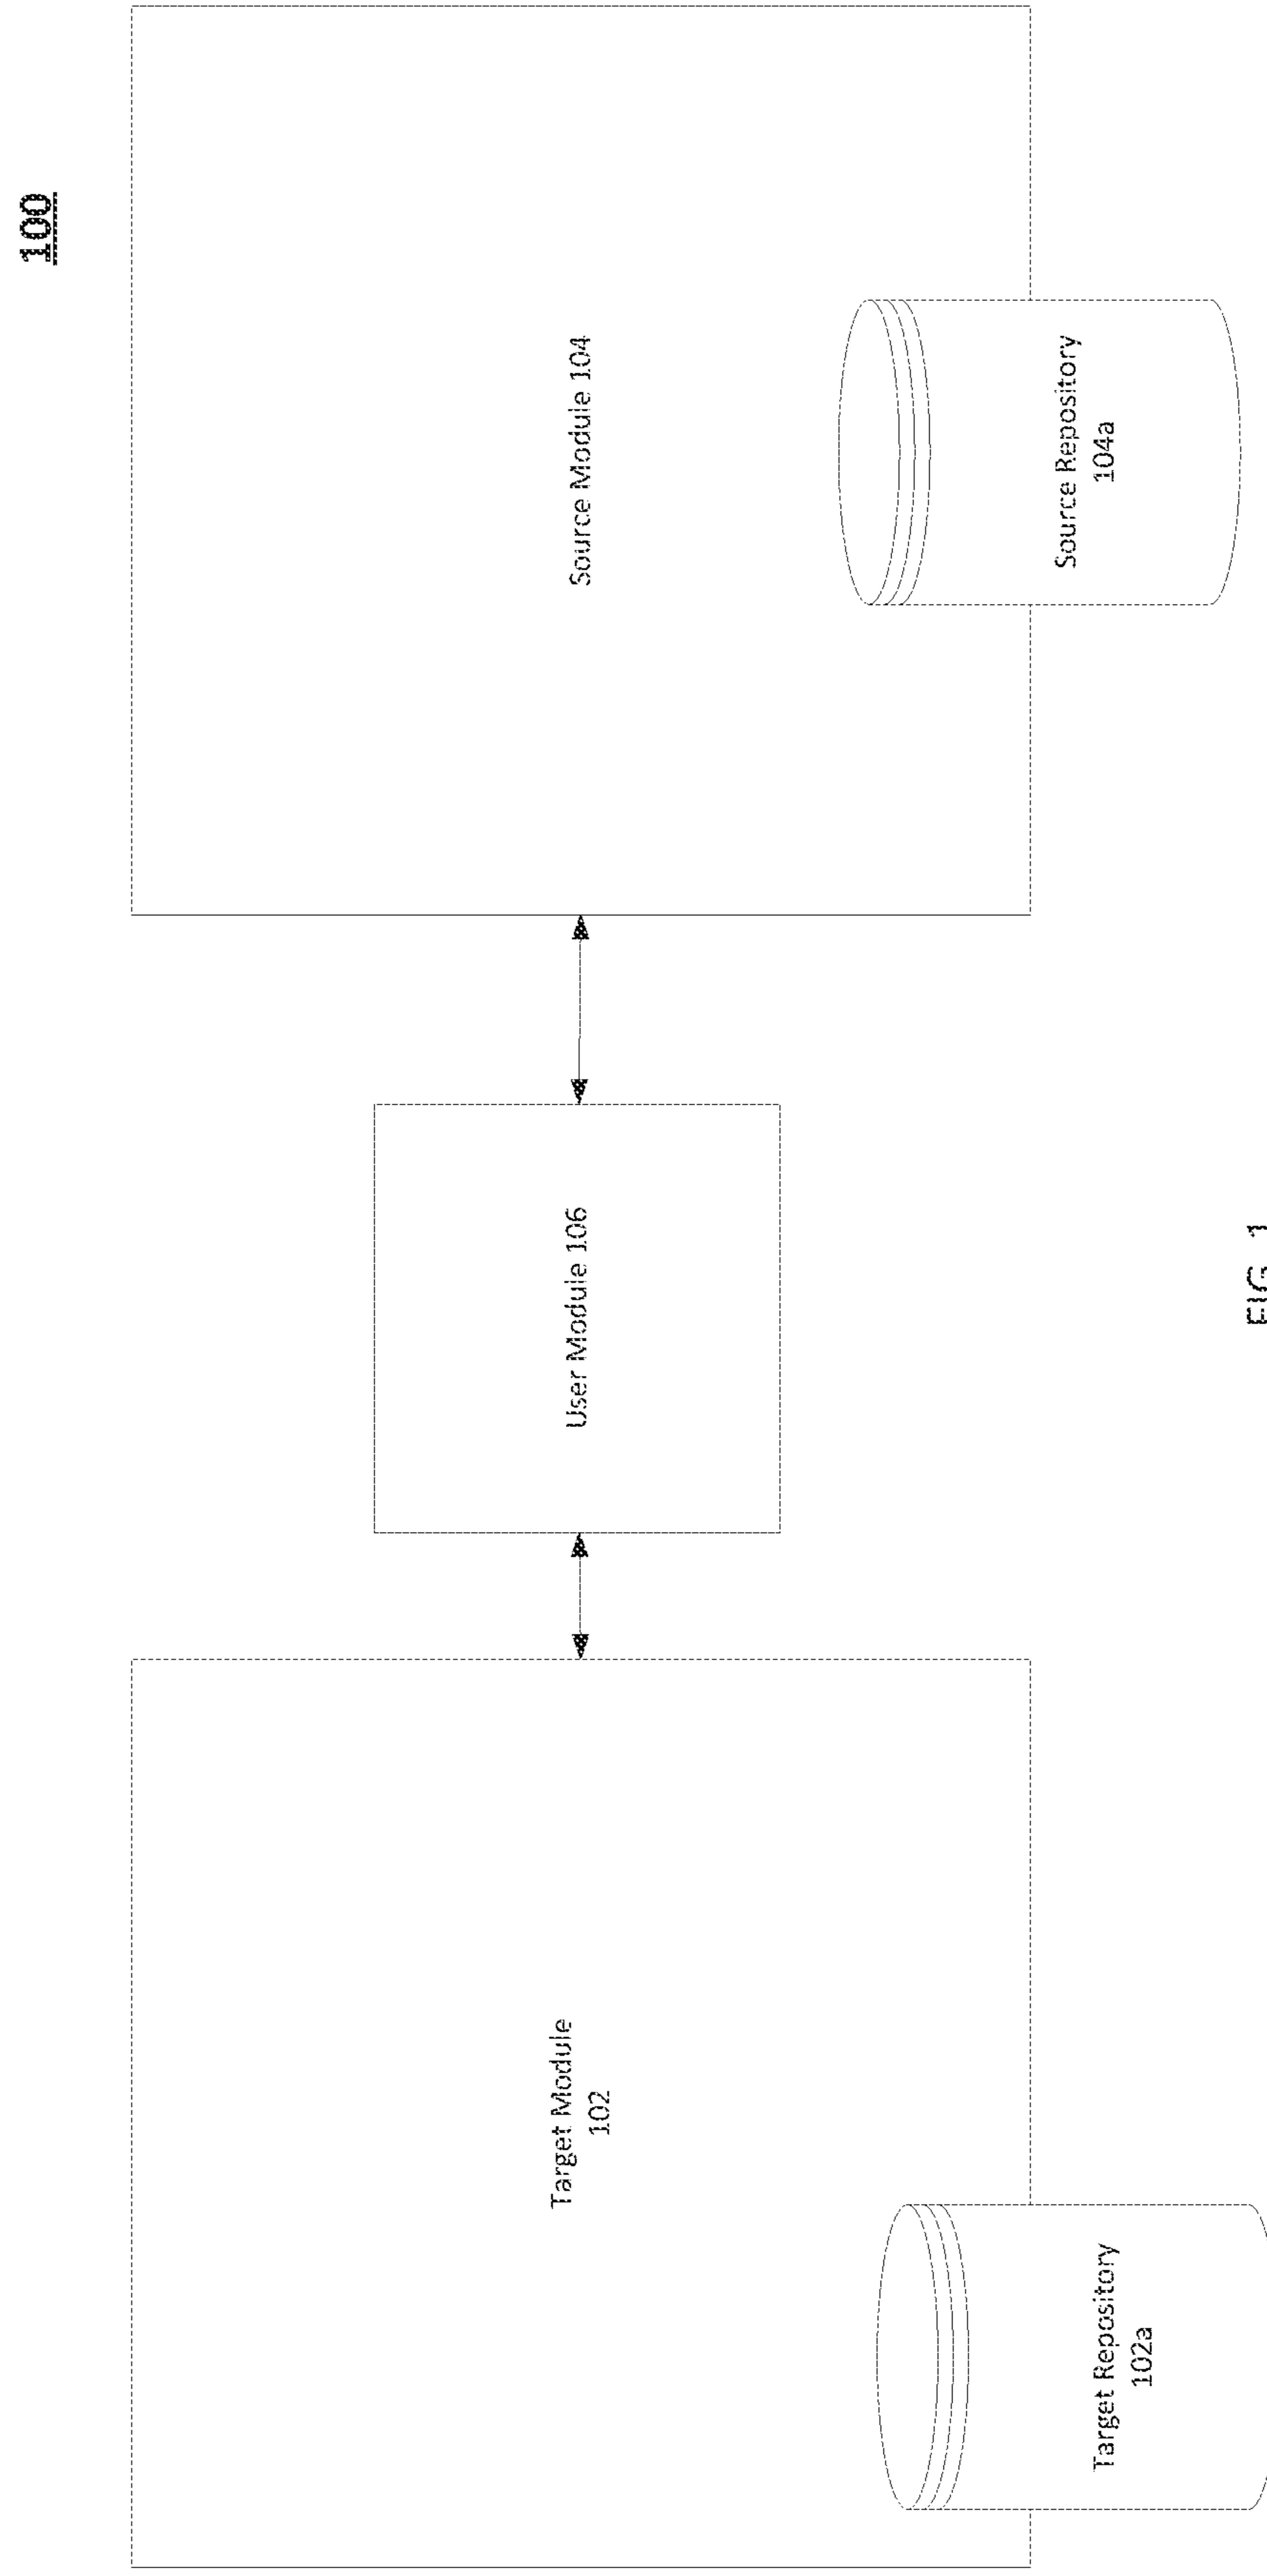 100
Target Module
102
Target Repository
102a
User Module 106
Source Module 104
Source Repository
104a
FIG. 1